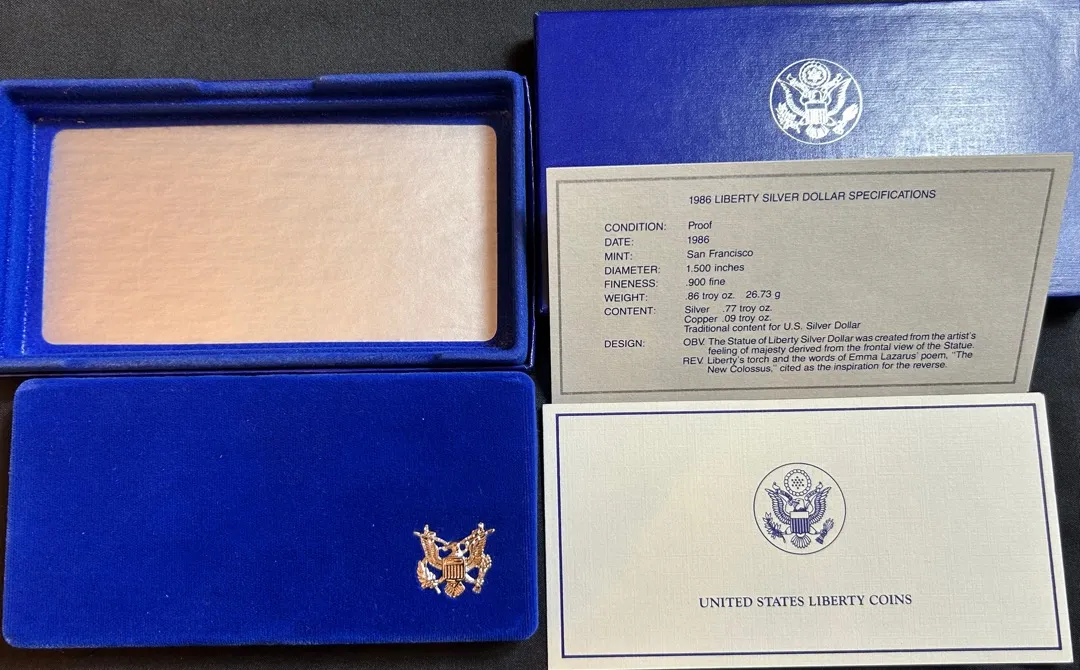 1986 LIBERTY SILVER DOLLAR SPECIFICATIONS
CONDITION: Proof
DATE: 1986
MINT: San Francisco
DIAMETER: 1.500 inches
FINENESS: .900 fine
WEIGHT: .86 troy oz. 26.73 g
CONTENT: Silver .77 troy oz.
Copper .09 troy oz.
Traditional content for U.S. Silver Dollar
DESIGN: OBV. The Statue of Liberty Silver Dollar was created from the artist's
feeling of majesty derived from the frontal view of the Statue.
REV. Liberty's torch and the words of Emma Lazarus' poem, "The
New Colossus," cited as the inspiration for the reverse.
UNITED STATES LIBERTY COINS